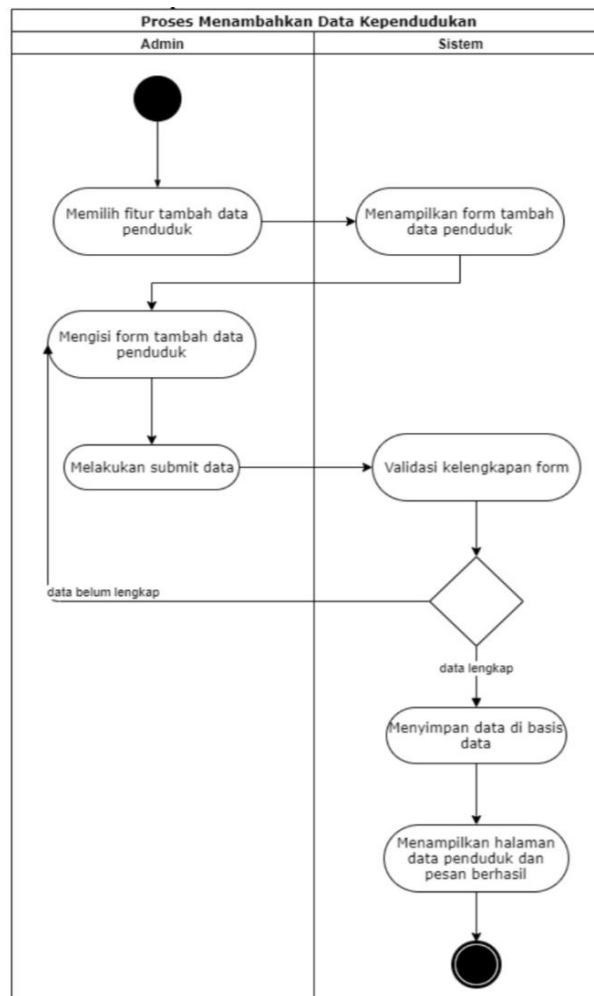 Proses Menambahkan Data Kependudukan
Admin
Sistem
Memilih fitur tambah data
penduduk
Menampilkan form tambah
data penduduk
Mengisi form tambah data
penduduk
Melakukan submit data
Validasi kelengkapan form
data belum lengkap
data lengkap
Menyimpan data di basis
data
Menampilkan halaman
data penduduk dan
pesan berhasil